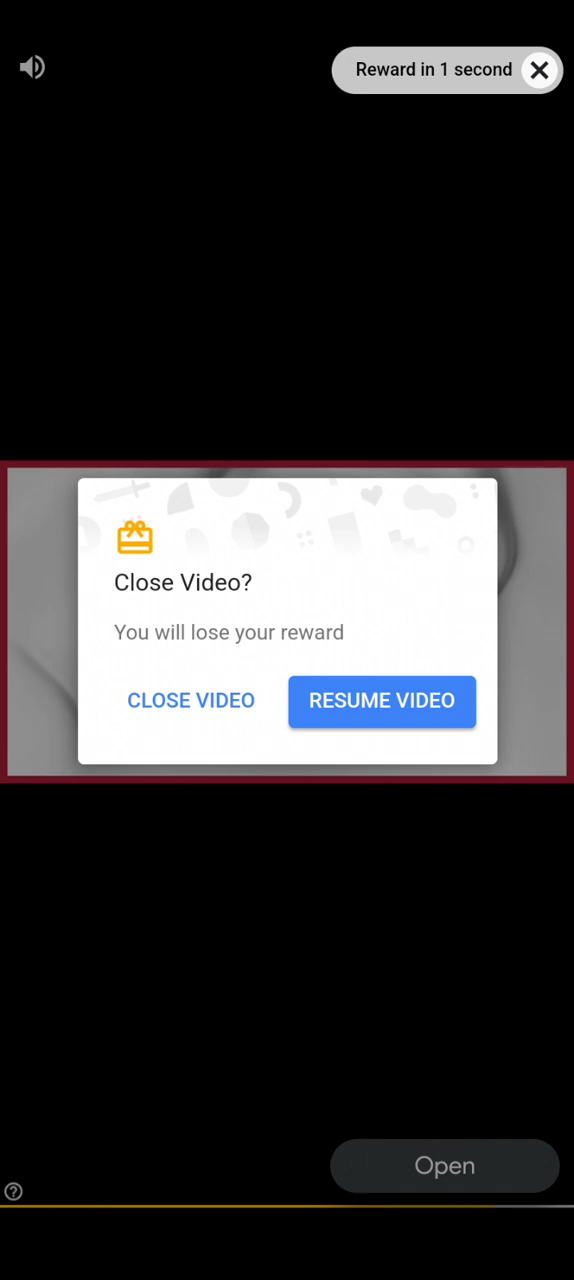 Reward in 1 second
Close Video?
You will lose your reward
CLOSE VIDEO
RESUME VIDEO
Open